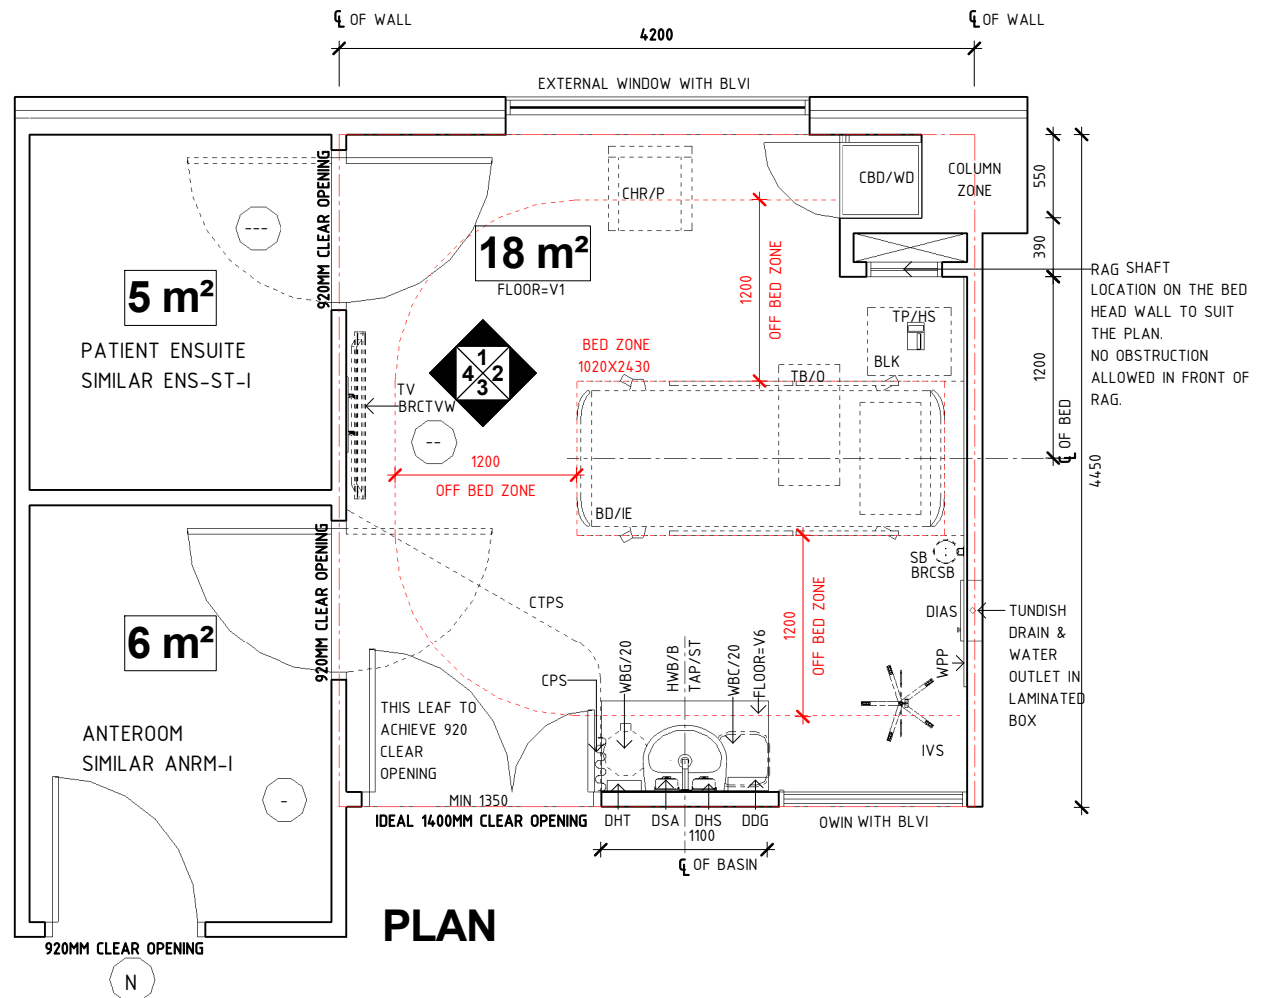 ℄ OF WALL
℄ OF WALL
4200
EXTERNAL WINDOW WITH BLVI
920MM CLEAR OPENING
---
CHR/P
CBD/WD
COLUMN
ZONE
550
390
1200
℄ OF BED
4450
18 m²
FLOOR=V1
5 m²
PATIENT ENSUITE
SIMILAR ENS-ST-I
1200
OFF BED ZONE
RAG SHAFT
LOCATION ON THE BED
HEAD WALL TO SUIT
THE PLAN.
NO OBSTRUCTION
ALLOWED IN FRONT OF
RAG.
TP/HS
BLK
BED ZONE
1020X2430
TB/O
1
4 2
3
TV
BRCTVW
--
1200
OFF BED ZONE
BD/IE
920MM CLEAR OPENING
SB
BRCSB
DIAS
TUNDISH
DRAIN &
WATER
OUTLET IN
LAMINATED
BOX
WPP
IVS
1200
OFF BED ZONE
CTPS
CPS
WBG/20
HWB/B
TAP/ST
WBC/20
FLOOR=V6
6 m²
ANTEROOM
SIMILAR ANRM-I
-
THIS LEAF TO
ACHIEVE 920
CLEAR
OPENING
MIN 1350
IDEAL 1400MM CLEAR OPENING
DHT
DSA
DHS
DDG
OWIN WITH BLVI
1100
℄ OF BASIN
PLAN
920MM CLEAR OPENING
N